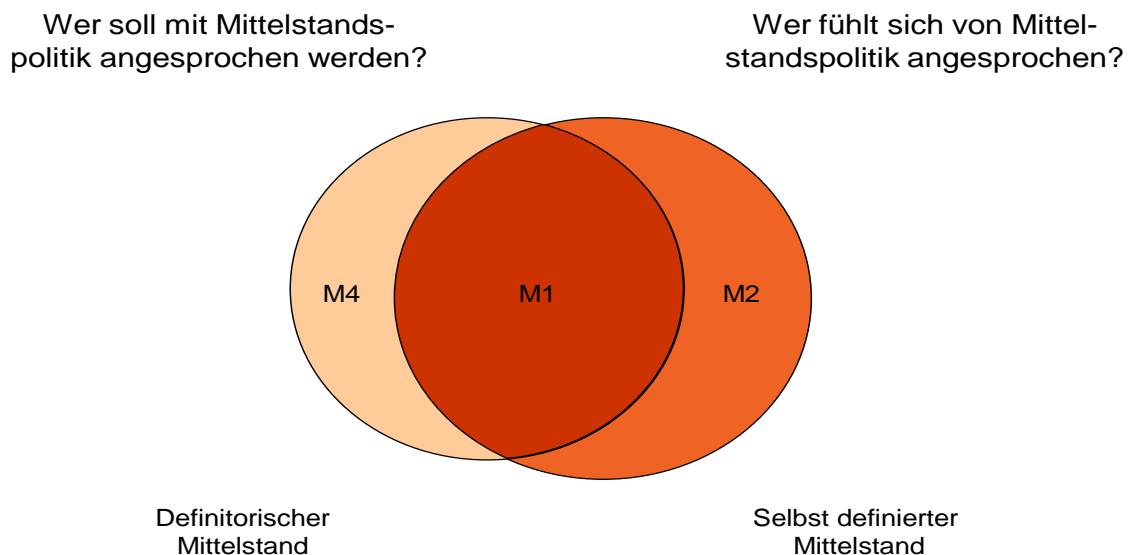 Wer soll mit Mittelstands-
politik angesprochen werden?
Wer fühlt sich von Mittel-
standspolitik angesprochen?
M4
M1
M2
Definitorischer
Mittelstand
Selbst definierter
Mittelstand